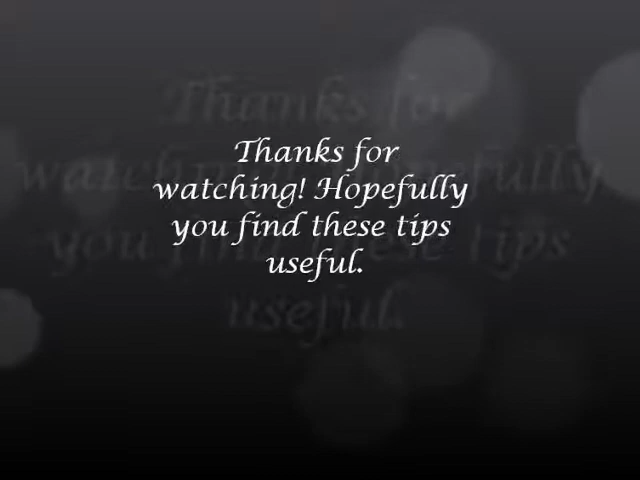 Thanks for
watching! Hopefully
you find these tips
useful.